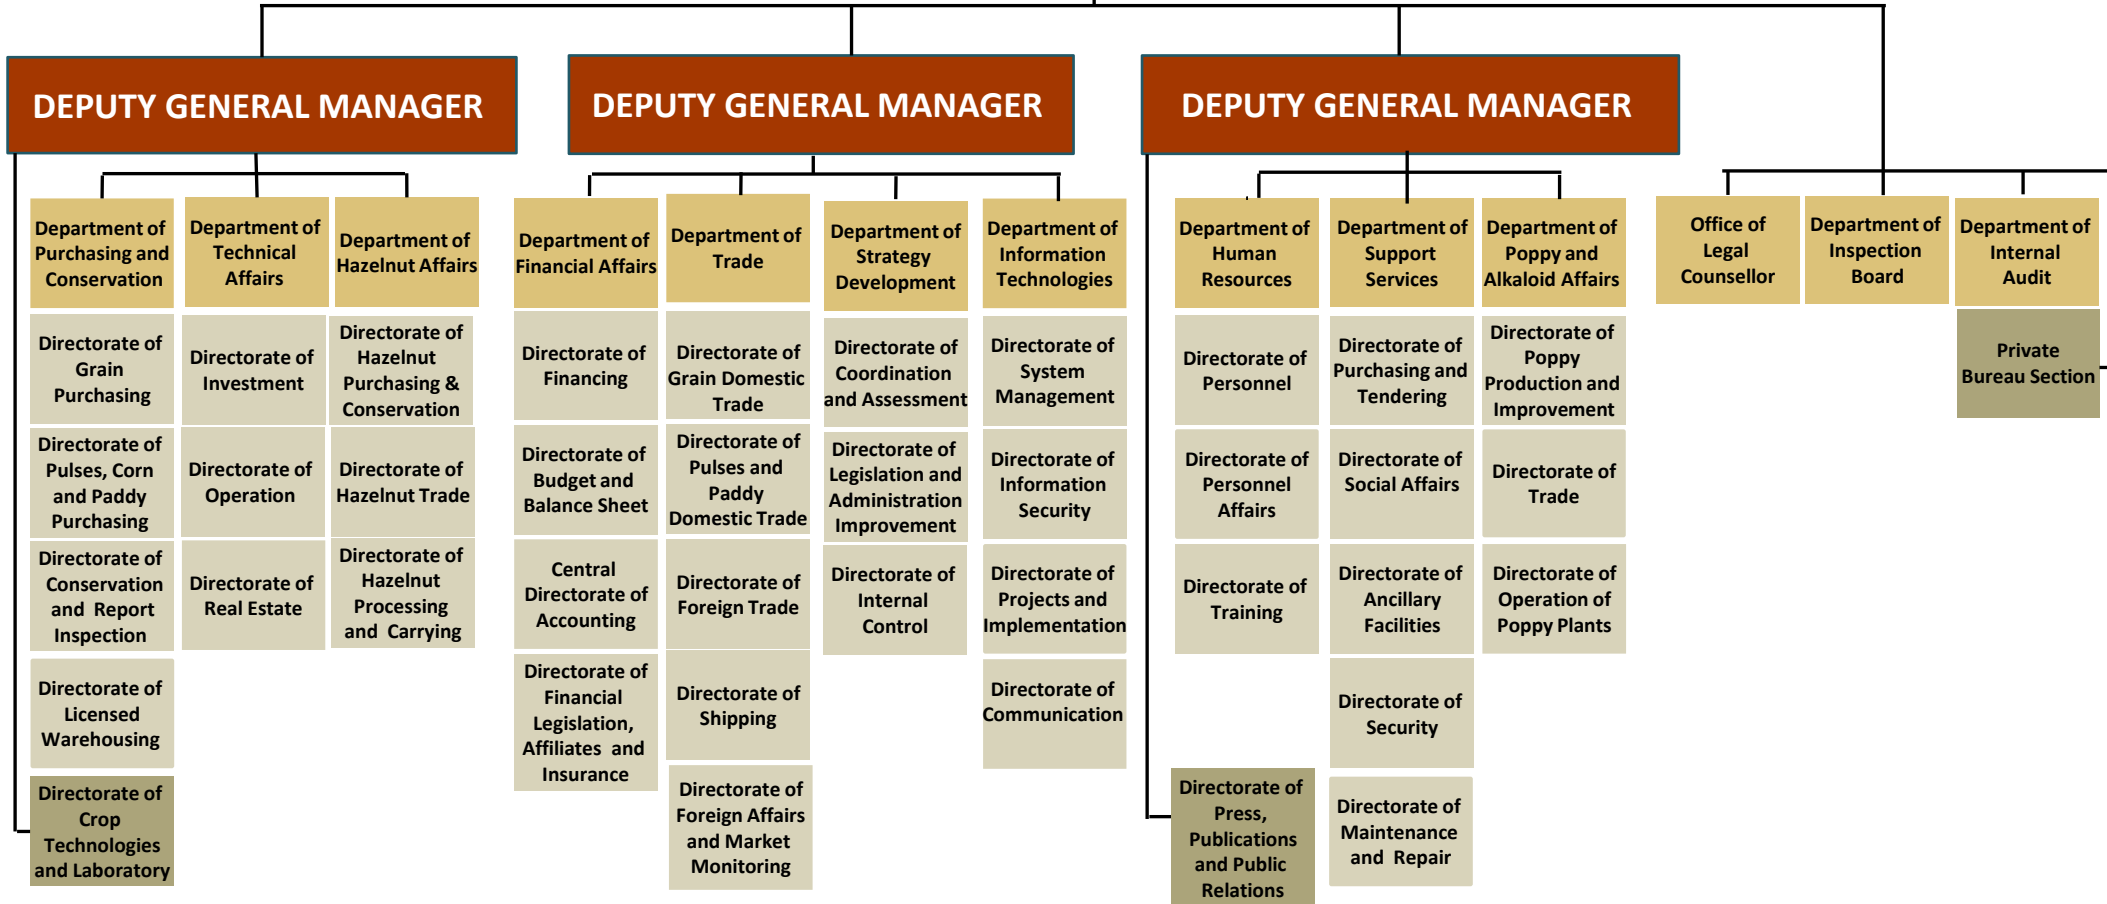 DEPUTY GENERAL MANAGER
DEPUTY GENERAL MANAGER
DEPUTY GENERAL MANAGER
Department of
Purchasing and
Conservation
Department of
Technical
Affairs
Department of
Hazelnut Affairs
Department of
Financial Affairs
Department of
Trade
Department of
Strategy
Development
Department of
Information
Technologies
Department of
Human
Resources
Department of
Support
Services
Department of
Poppy and
Alkaloid Affairs
Office of
Legal
Counsellor
Department of
Inspection
Board
Department of
Internal
Audit
Directorate of
Grain
Purchasing
Directorate of
Investment
Directorate of
Hazelnut
Purchasing &
Conservation
Directorate of
Financing
Directorate of
Grain Domestic
Trade
Directorate of
Coordination
and Assessment
Directorate of
System
Management
Directorate of
Personnel
Directorate of
Purchasing and
Tendering
Directorate of
Poppy
Production and
Improvement
Private
Bureau Section
Directorate of
Pulses, Corn
and Paddy
Purchasing
Directorate of
Operation
Directorate of
Hazelnut Trade
Directorate of
Budget and
Balance Sheet
Directorate of
Pulses and
Paddy
Domestic Trade
Directorate of
Legislation and
Administration
Improvement
Directorate of
Information
Security
Directorate of
Personnel
Affairs
Directorate of
Social Affairs
Directorate of
Trade
Directorate of
Conservation
and Report
Inspection
Directorate of
Real Estate
Directorate of
Hazelnut
Processing
and Carrying
Central
Directorate of
Accounting
Directorate of
Foreign Trade
Directorate of
Internal
Control
Directorate of
Projects and
Implementation
Directorate of
Training
Directorate of
Ancillary
Facilities
Directorate of
Operation of
Poppy Plants
Directorate of
Licensed
Warehousing
Directorate of
Financial
Legislation,
Affiliates and
Insurance
Directorate of
Shipping
Directorate of
Communication
Directorate of
Security
Directorate of
Crop
Technologies
and Laboratory
Directorate of
Foreign Affairs
and Market
Monitoring
Directorate of
Press,
Publications
and Public
Relations
Directorate of
Maintenance
and Repair